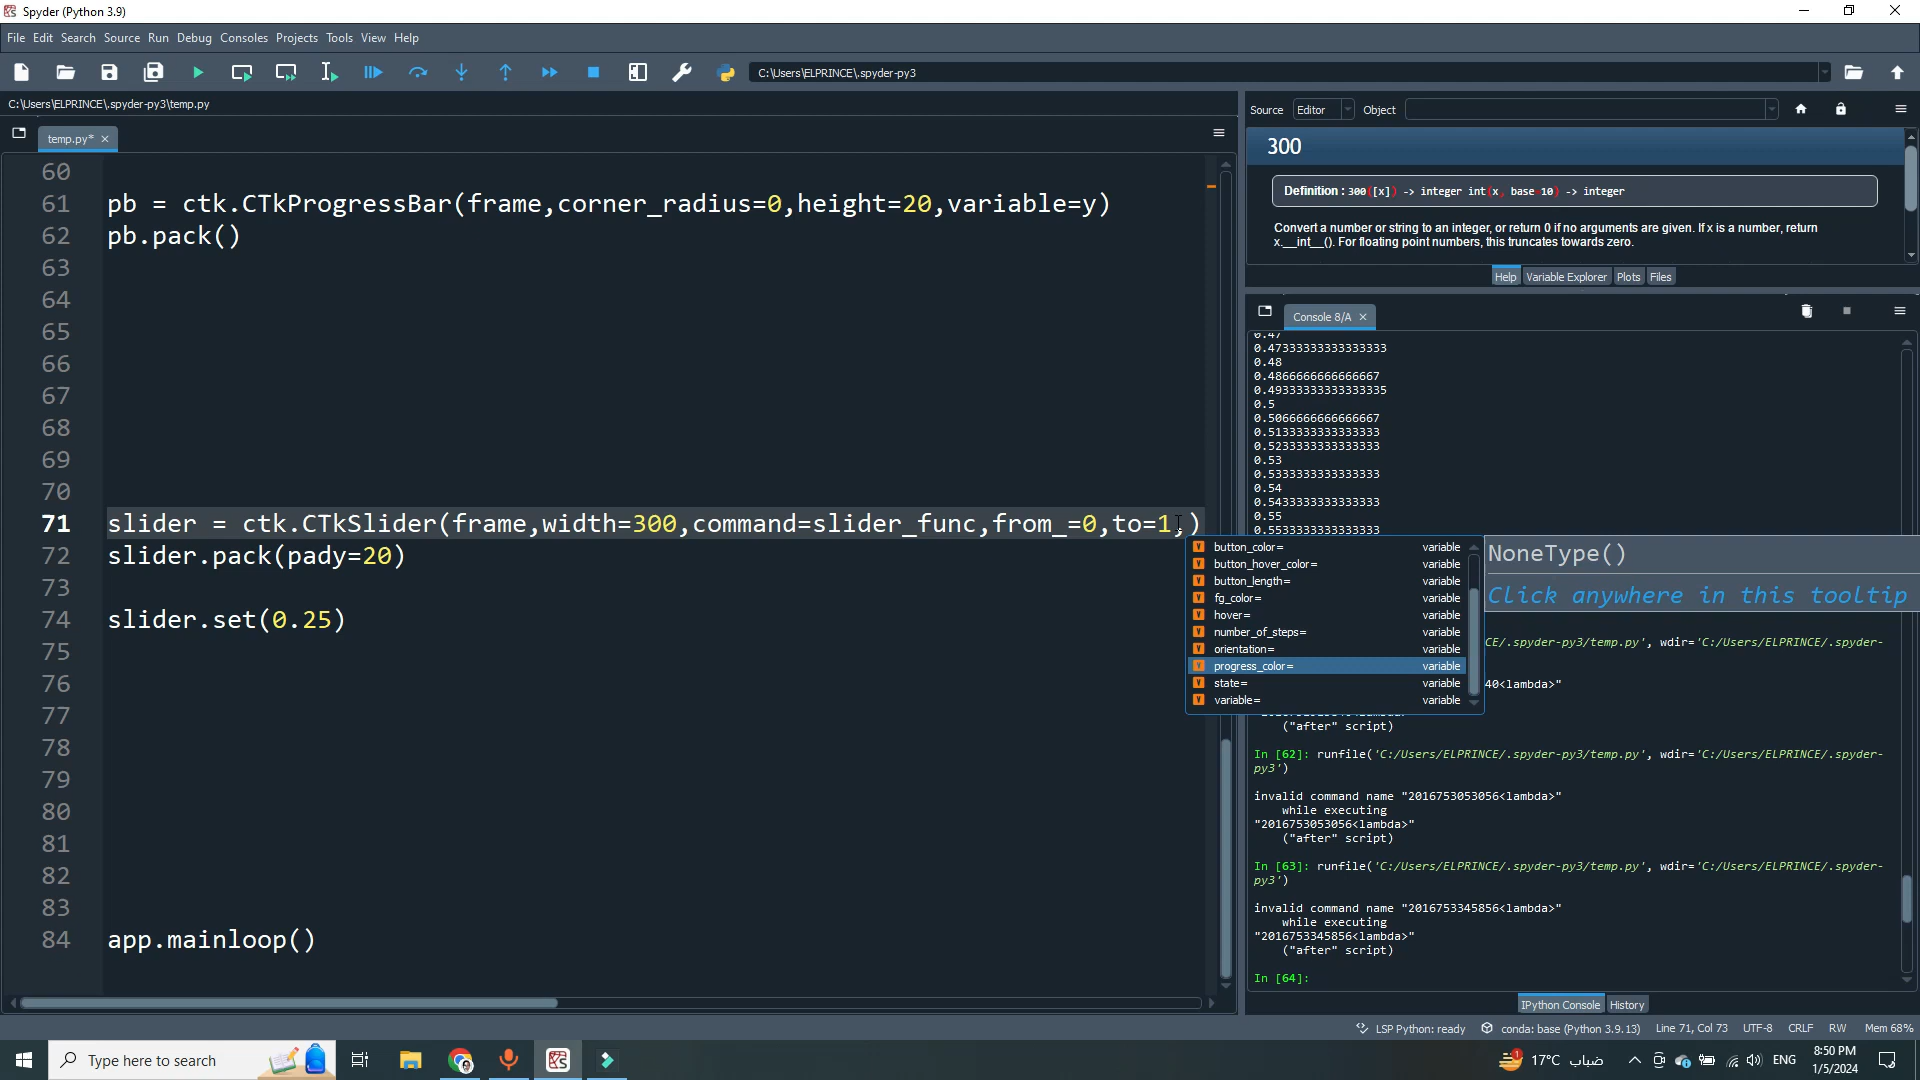 Spyder (Python 3.9)
File Edit Search Source Run Debug Consoles Projects Tools View Help
C:\Users\ELPRINCE\.spyder-py3
C:\Users\ELPRINCE\.spyder-py3\temp.py
temp.py*
60
61 pb = ctk.CTkProgressBar(frame,corner_radius=0,height=20,variable=y)
62 pb.pack()
63
64
65
66
67
68
69
70
71 slider = ctk.CTkSlider(frame,width=300,command=slider_func,from_=0,to=1,)
72 slider.pack(pady=20)
73
74 slider.set(0.25)
75
76
77
78
79
80
81
82
83
84 app.mainloop()
button_color= variable
button_hover_color= variable
button_length= variable
fg_color= variable
hover= variable
number_of_steps= variable
orientation= variable
progress_color= variable
state= variable
variable= variable
NoneType()
Click anywhere in this tooltip
Source Editor Object
300
Definition : 300([x]) -> integer int(x, base=10) -> integer
Convert a number or string to an integer, or return 0 if no arguments are given. If x is a number, return
x.__int__(). For floating point numbers, this truncates towards zero.
Help Variable Explorer Plots Files
Console 8/A
0.47
0.47333333333333333
0.48
0.4866666666666667
0.49333333333333335
0.5
0.5066666666666667
0.5133333333333333
0.5233333333333333
0.53
0.5333333333333333
0.54
0.5433333333333333
0.55
0.5533333333333333
CE/.spyder-py3/temp.py', wdir='C:/Users/ELPRINCE/.spyder-
40<lambda>"
("after" script)
In [62]: runfile('C:/Users/ELPRINCE/.spyder-py3/temp.py', wdir='C:/Users/ELPRINCE/.spyder-
py3')
invalid command name "2016753053056<lambda>"
while executing
"2016753053056<lambda>"
("after" script)
In [63]: runfile('C:/Users/ELPRINCE/.spyder-py3/temp.py', wdir='C:/Users/ELPRINCE/.spyder-
py3')
invalid command name "2016753345856<lambda>"
while executing
"2016753345856<lambda>"
("after" script)
In [64]:
IPython Console History
LSP Python: ready conda: base (Python 3.9.13) Line 71, Col 73 UTF-8 CRLF RW Mem 68%
Type here to search
1 17°C ضباب ENG 8:50 PM
1/5/2024